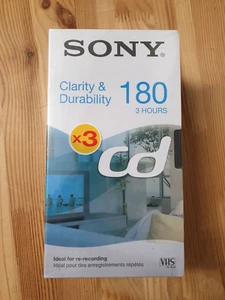 SONY
Clarity &
Durability
180
3 HOURS
x3
cd
Ideal for re-recording
Idéal pour des enregistrements répétés
VHS